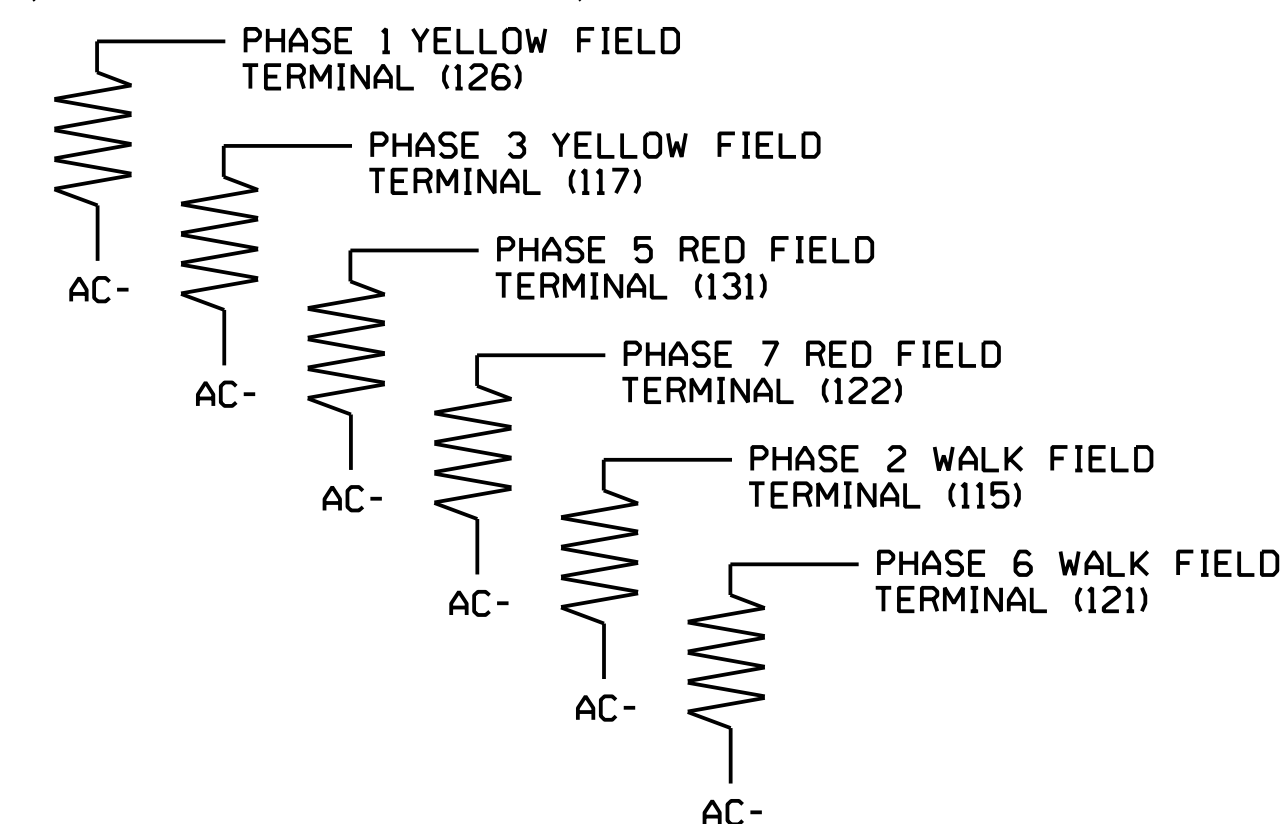 PHASE 1 YELLOW FIELD
TERMINAL (126)
AC-
PHASE 3 YELLOW FIELD
TERMINAL (117)
AC-
PHASE 5 RED FIELD
TERMINAL (131)
AC-
PHASE 7 RED FIELD
TERMINAL (122)
AC-
PHASE 2 WALK FIELD
TERMINAL (115)
AC-
PHASE 6 WALK FIELD
TERMINAL (121)
AC-